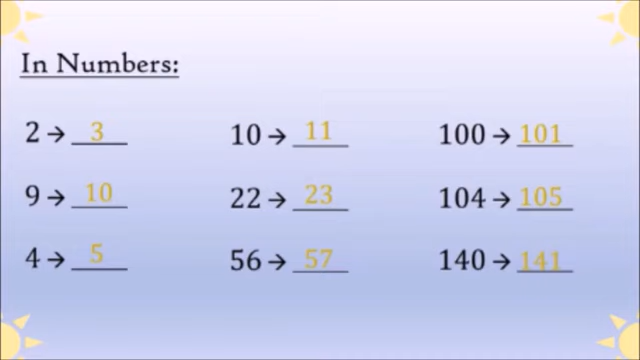 In Numbers:
2 → 3 10 → 11 100 → 101
9 → 10 22 → 23 104 → 105
4 → 5 56 → 57 140 → 141